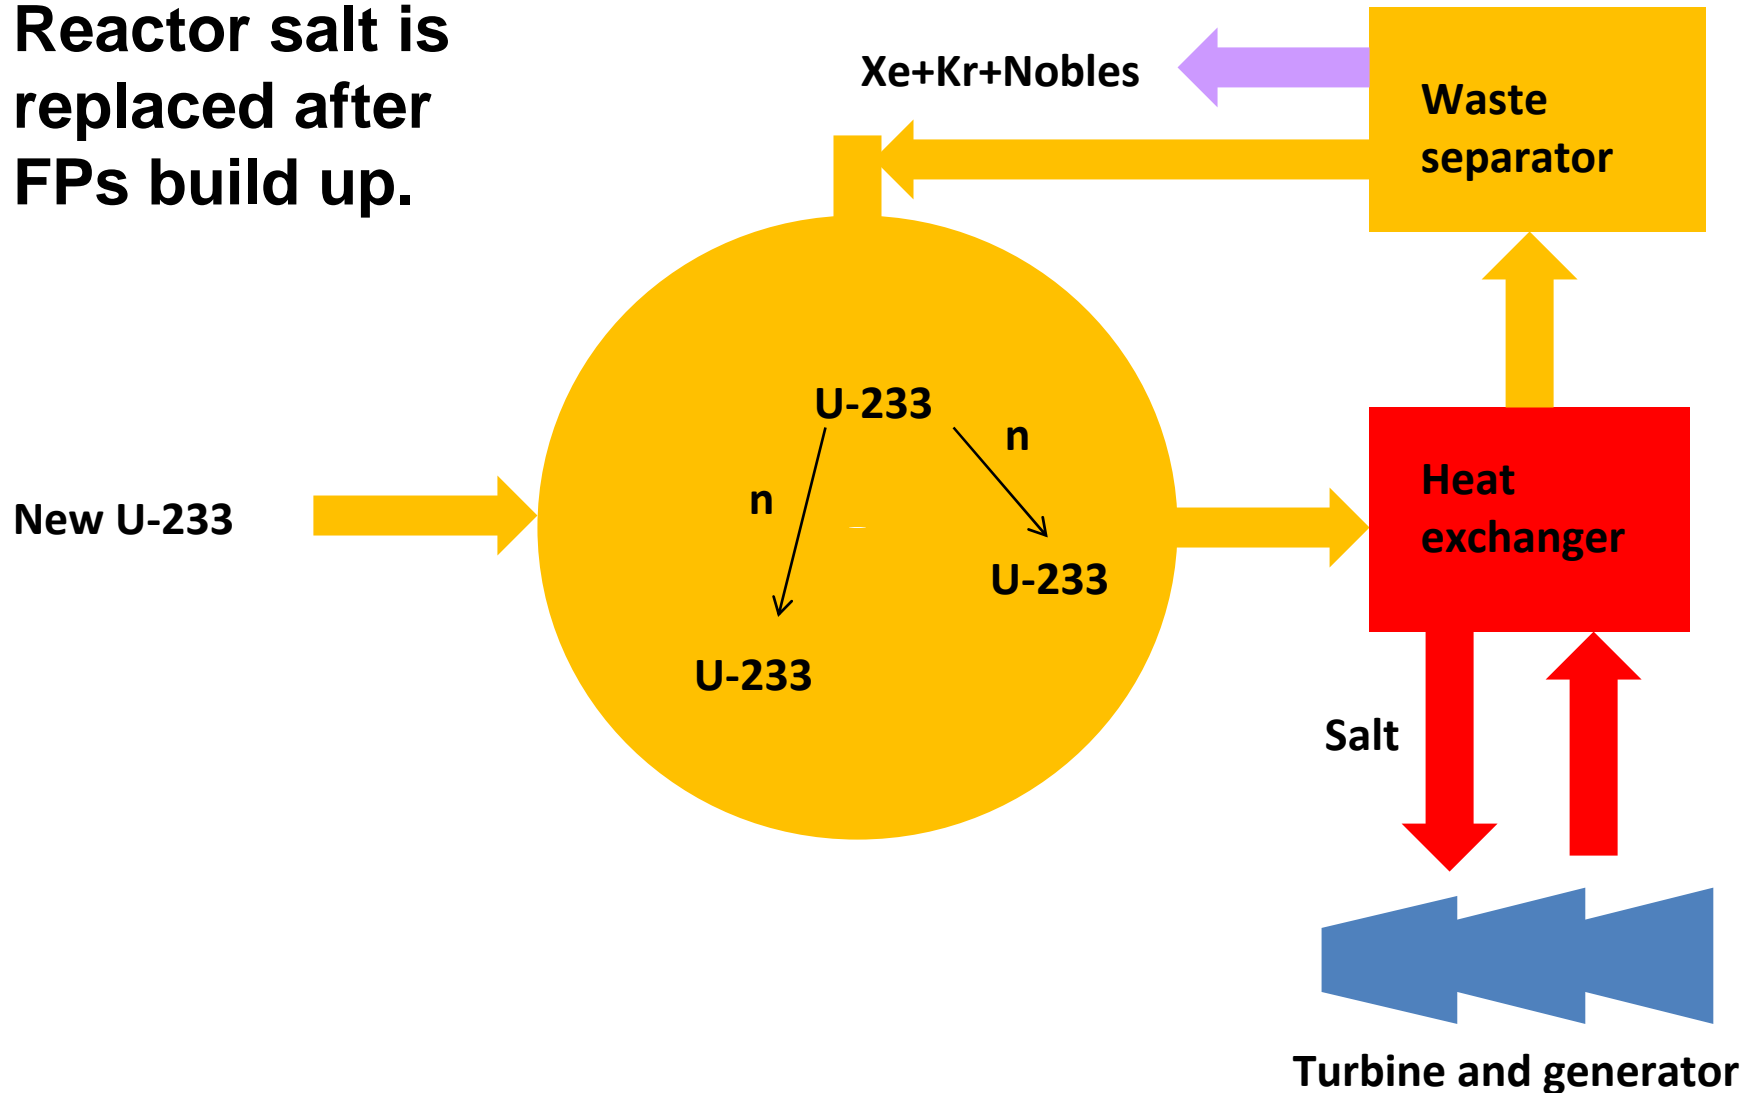 Reactor salt is
replaced after
FPs build up.
Xe+Kr+Nobles
Waste
separator
U-233
n
n
New U-233
U-233
U-233
Heat
exchanger
Salt
Turbine and generator